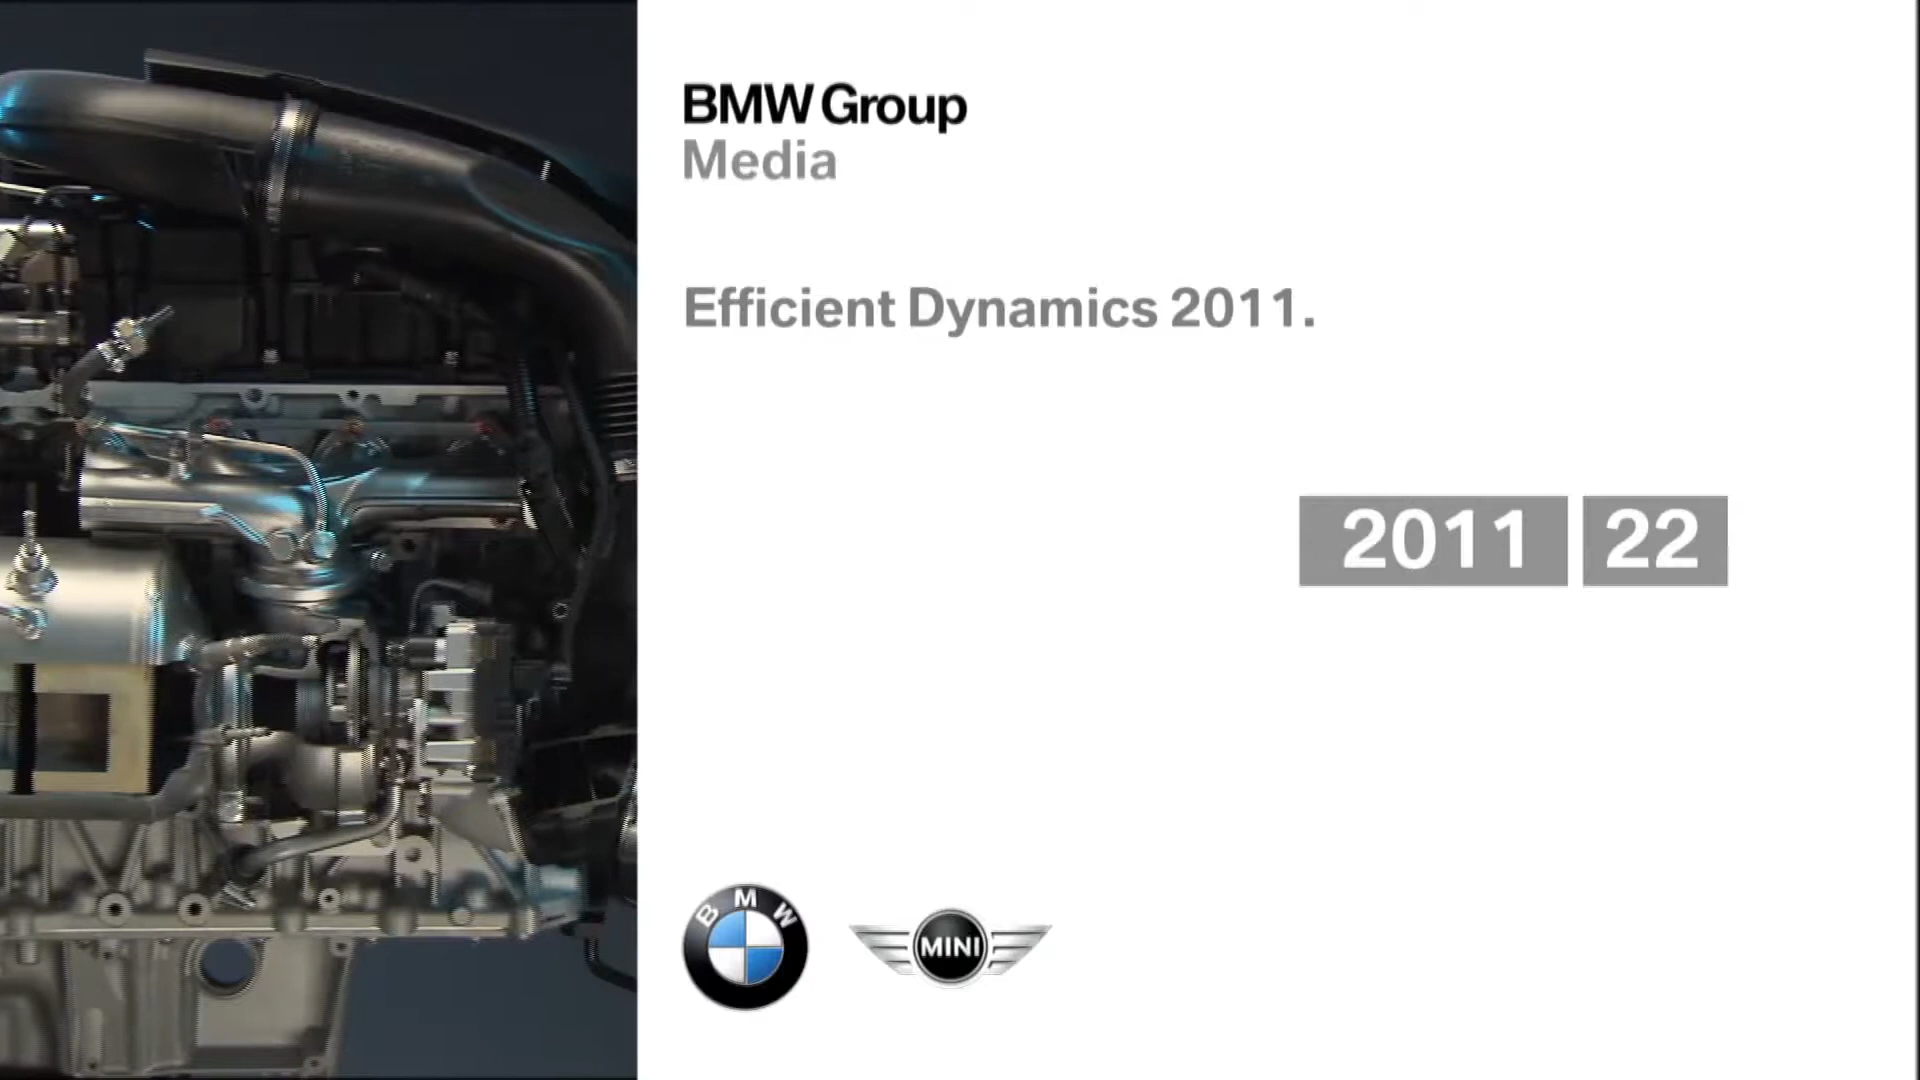 BMW Group
Media
Efficient Dynamics 2011.
2011 22
BMW
MINI